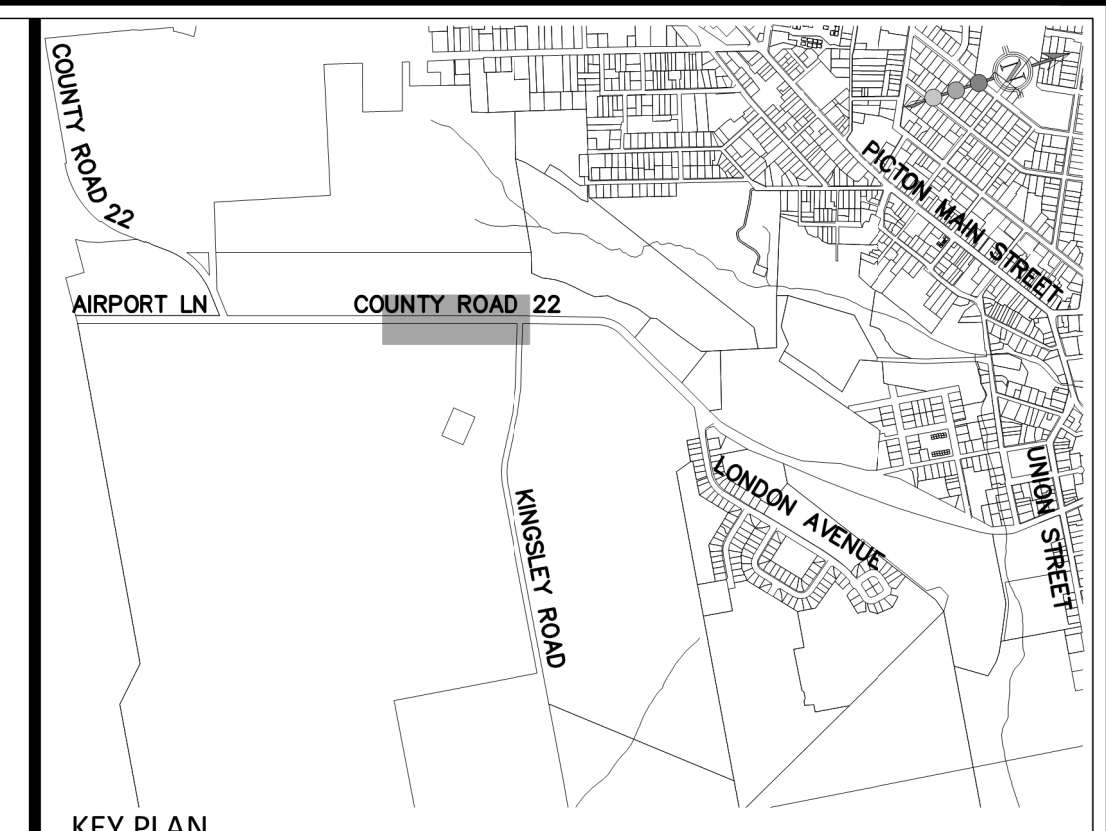 COUNTY ROAD 22
PICTON MAIN STREET
N
AIRPORT LN
COUNTY ROAD 22
LONDON AVENUE
UNION STREET
KINGSLEY ROAD
KEY PLAN